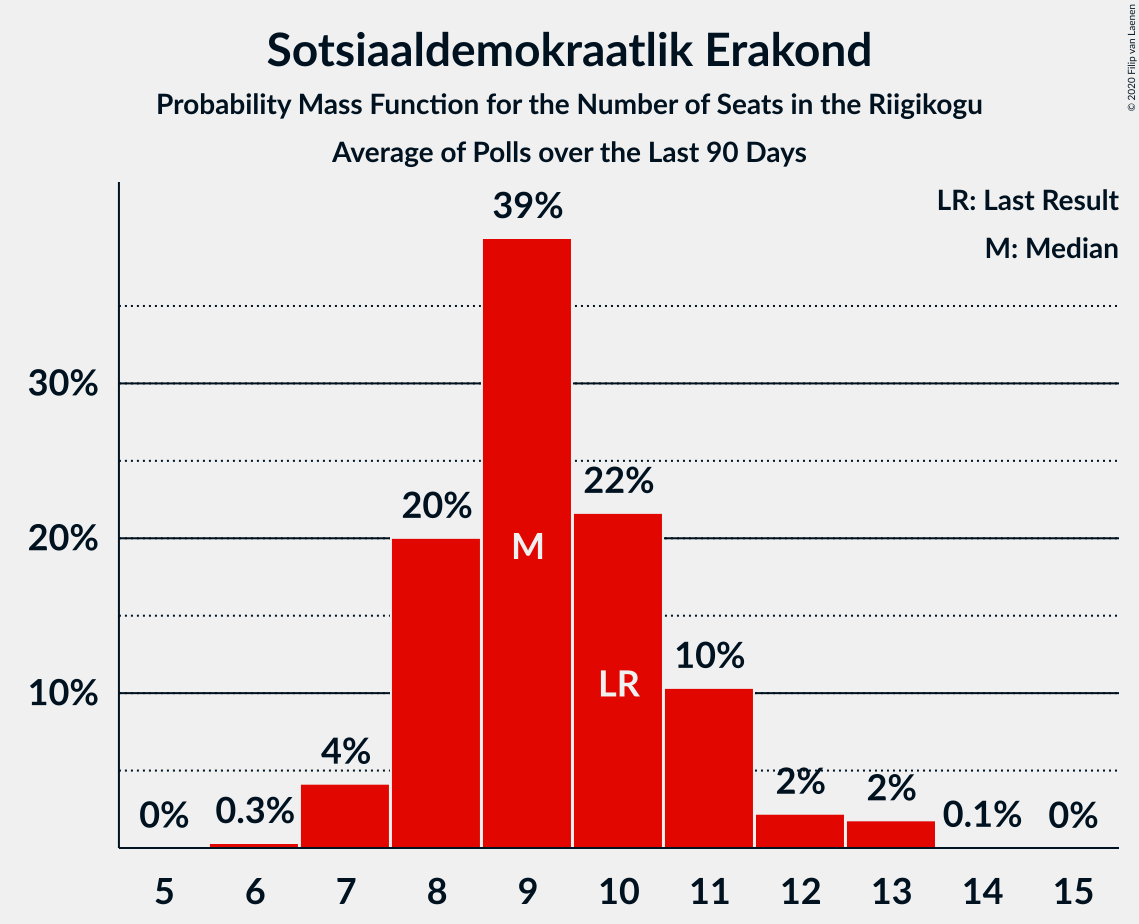 Sotsiaaldemokraatlik Erakond
Probability Mass Function for the Number of Seats in the Riigikogu
Average of Polls over the Last 90 Days
© 2020 Filip van Laenen
LR: Last Result
M: Median
39%
30%
22%
20%
20%
M
10%
LR
10%
4%
2%
2%
0%
0.3%
0.1%
0%
5 6 7 8 9 10 11 12 13 14 15